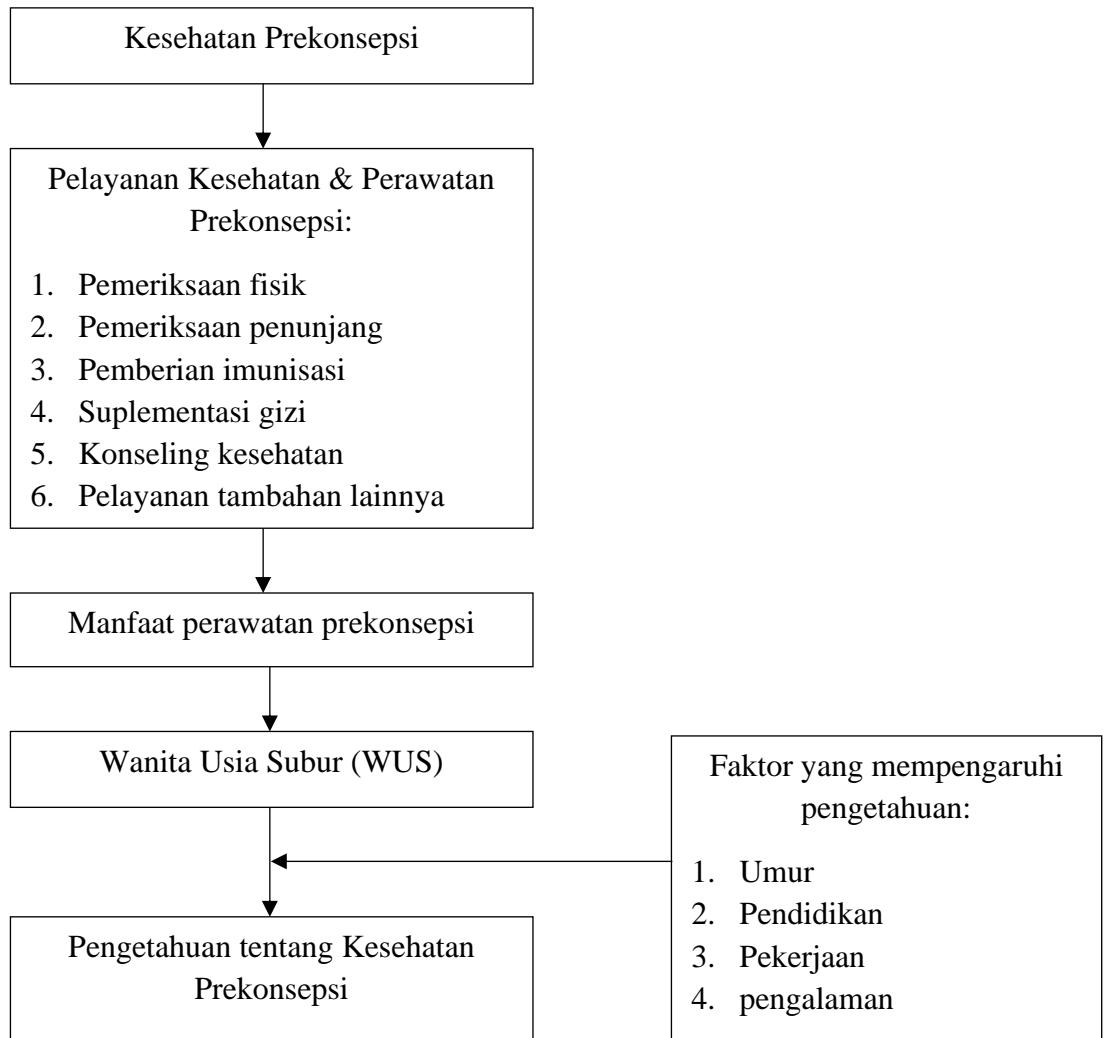 Kesehatan Prekonsepsi
Pelayanan Kesehatan & Perawatan
Prekonsepsi:
1. Pemeriksaan fisik
2. Pemeriksaan penunjang
3. Pemberian imunisasi
4. Suplementasi gizi
5. Konseling kesehatan
6. Pelayanan tambahan lainnya
Manfaat perawatan prekonsepsi
Wanita Usia Subur (WUS)
Faktor yang mempengaruhi
pengetahuan:
1. Umur
2. Pendidikan
3. Pekerjaan
4. pengalaman
Pengetahuan tentang Kesehatan
Prekonsepsi